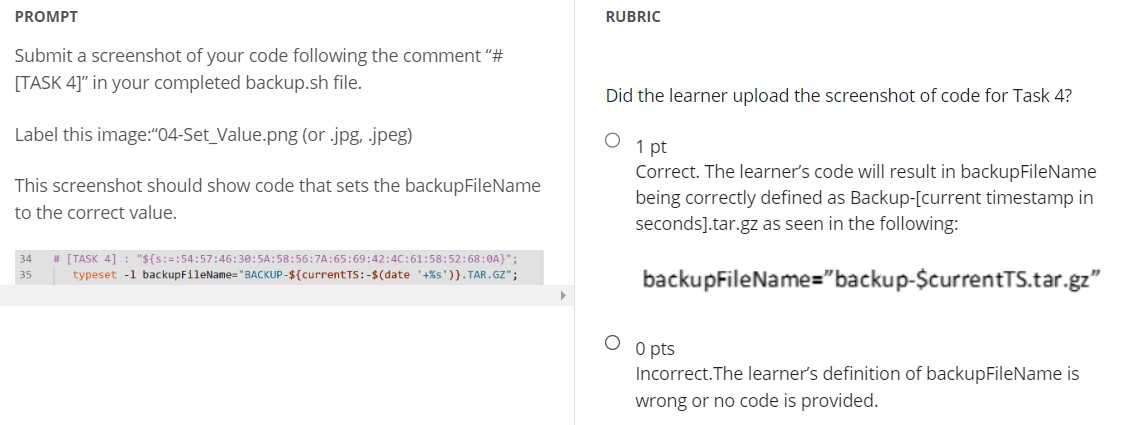 PROMPT
Submit a screenshot of your code following the comment “#
[TASK 4]” in your completed backup.sh file.
Label this image:“04-Set_Value.png (or .jpg, .jpeg)
This screenshot should show code that sets the backupFileName
to the correct value.
34 # [TASK 4] : "${s:=:54:57:46:30:5A:58:56:7A:65:69:42:4C:61:58:52:68:0A}";
35 typeset -l backupFileName="BACKUP-${currentTS:-$(date '+%s')}.TAR.GZ";
RUBRIC
Did the learner upload the screenshot of code for Task 4?
1 pt
Correct. The learner’s code will result in backupFileName
being correctly defined as Backup-[current timestamp in
seconds].tar.gz as seen in the following:
backupFileName=”backup-$currentTS.tar.gz”
0 pts
Incorrect.The learner’s definition of backupFileName is
wrong or no code is provided.